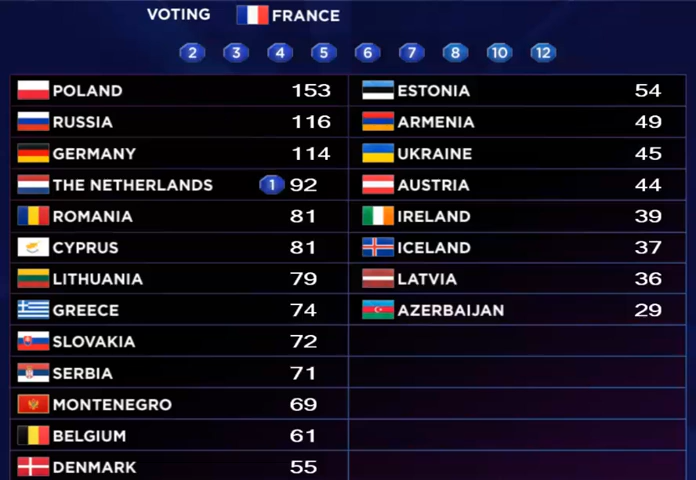 VOTING FRANCE
2 3 4 5 6 7 8 10 12
POLAND 153
RUSSIA 116
GERMANY 114
THE NETHERLANDS 1 92
ROMANIA 81
CYPRUS 81
LITHUANIA 79
GREECE 74
SLOVAKIA 72
SERBIA 71
MONTENEGRO 69
BELGIUM 61
DENMARK 55
ESTONIA 54
ARMENIA 49
UKRAINE 45
AUSTRIA 44
IRELAND 39
ICELAND 37
LATVIA 36
AZERBAIJAN 29